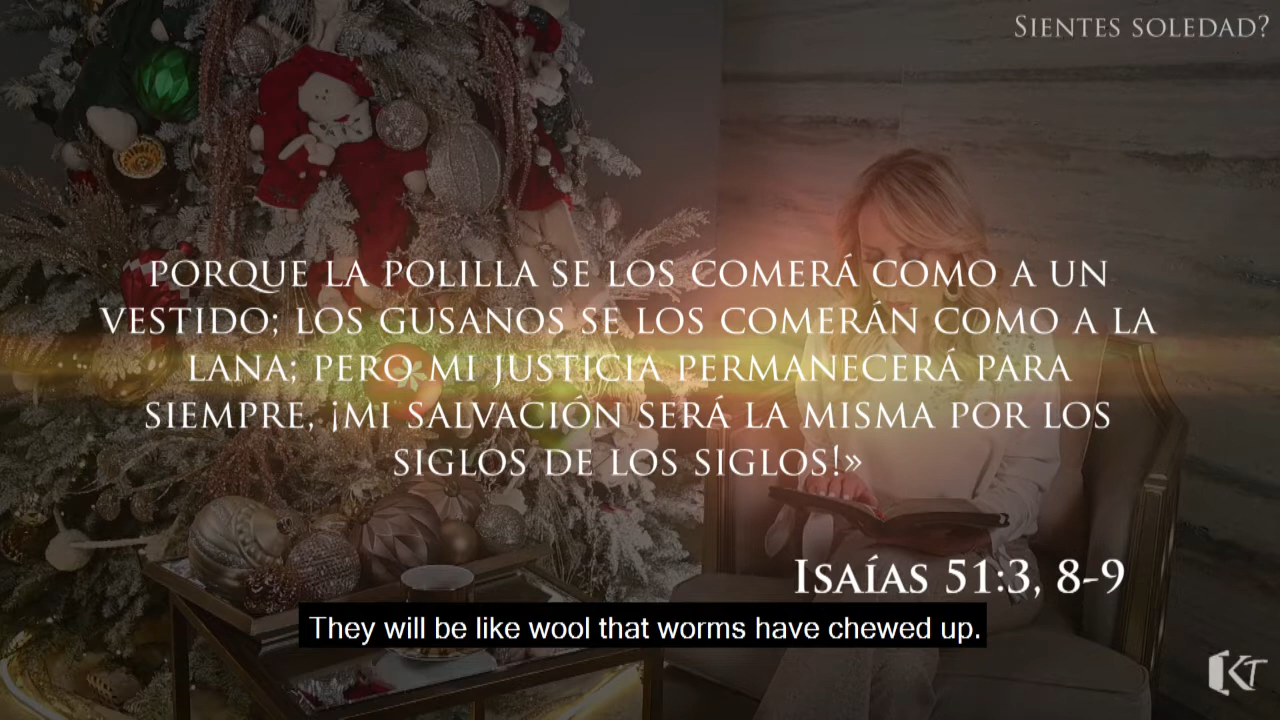 SIENTES SOLEDAD?
PORQUE LA POLILLA SE LOS COMERÁ COMO A UN
VESTIDO; LOS GUSANOS SE LOS COMERÁN COMO A LA
LANA; PERO MI JUSTICIA PERMANECERÁ PARA
SIEMPRE, ¡MI SALVACIÓN SERÁ LA MISMA POR LOS
SIGLOS DE LOS SIGLOS!»
ISAÍAS 51:3, 8-9
They will be like wool that worms have chewed up.
KT